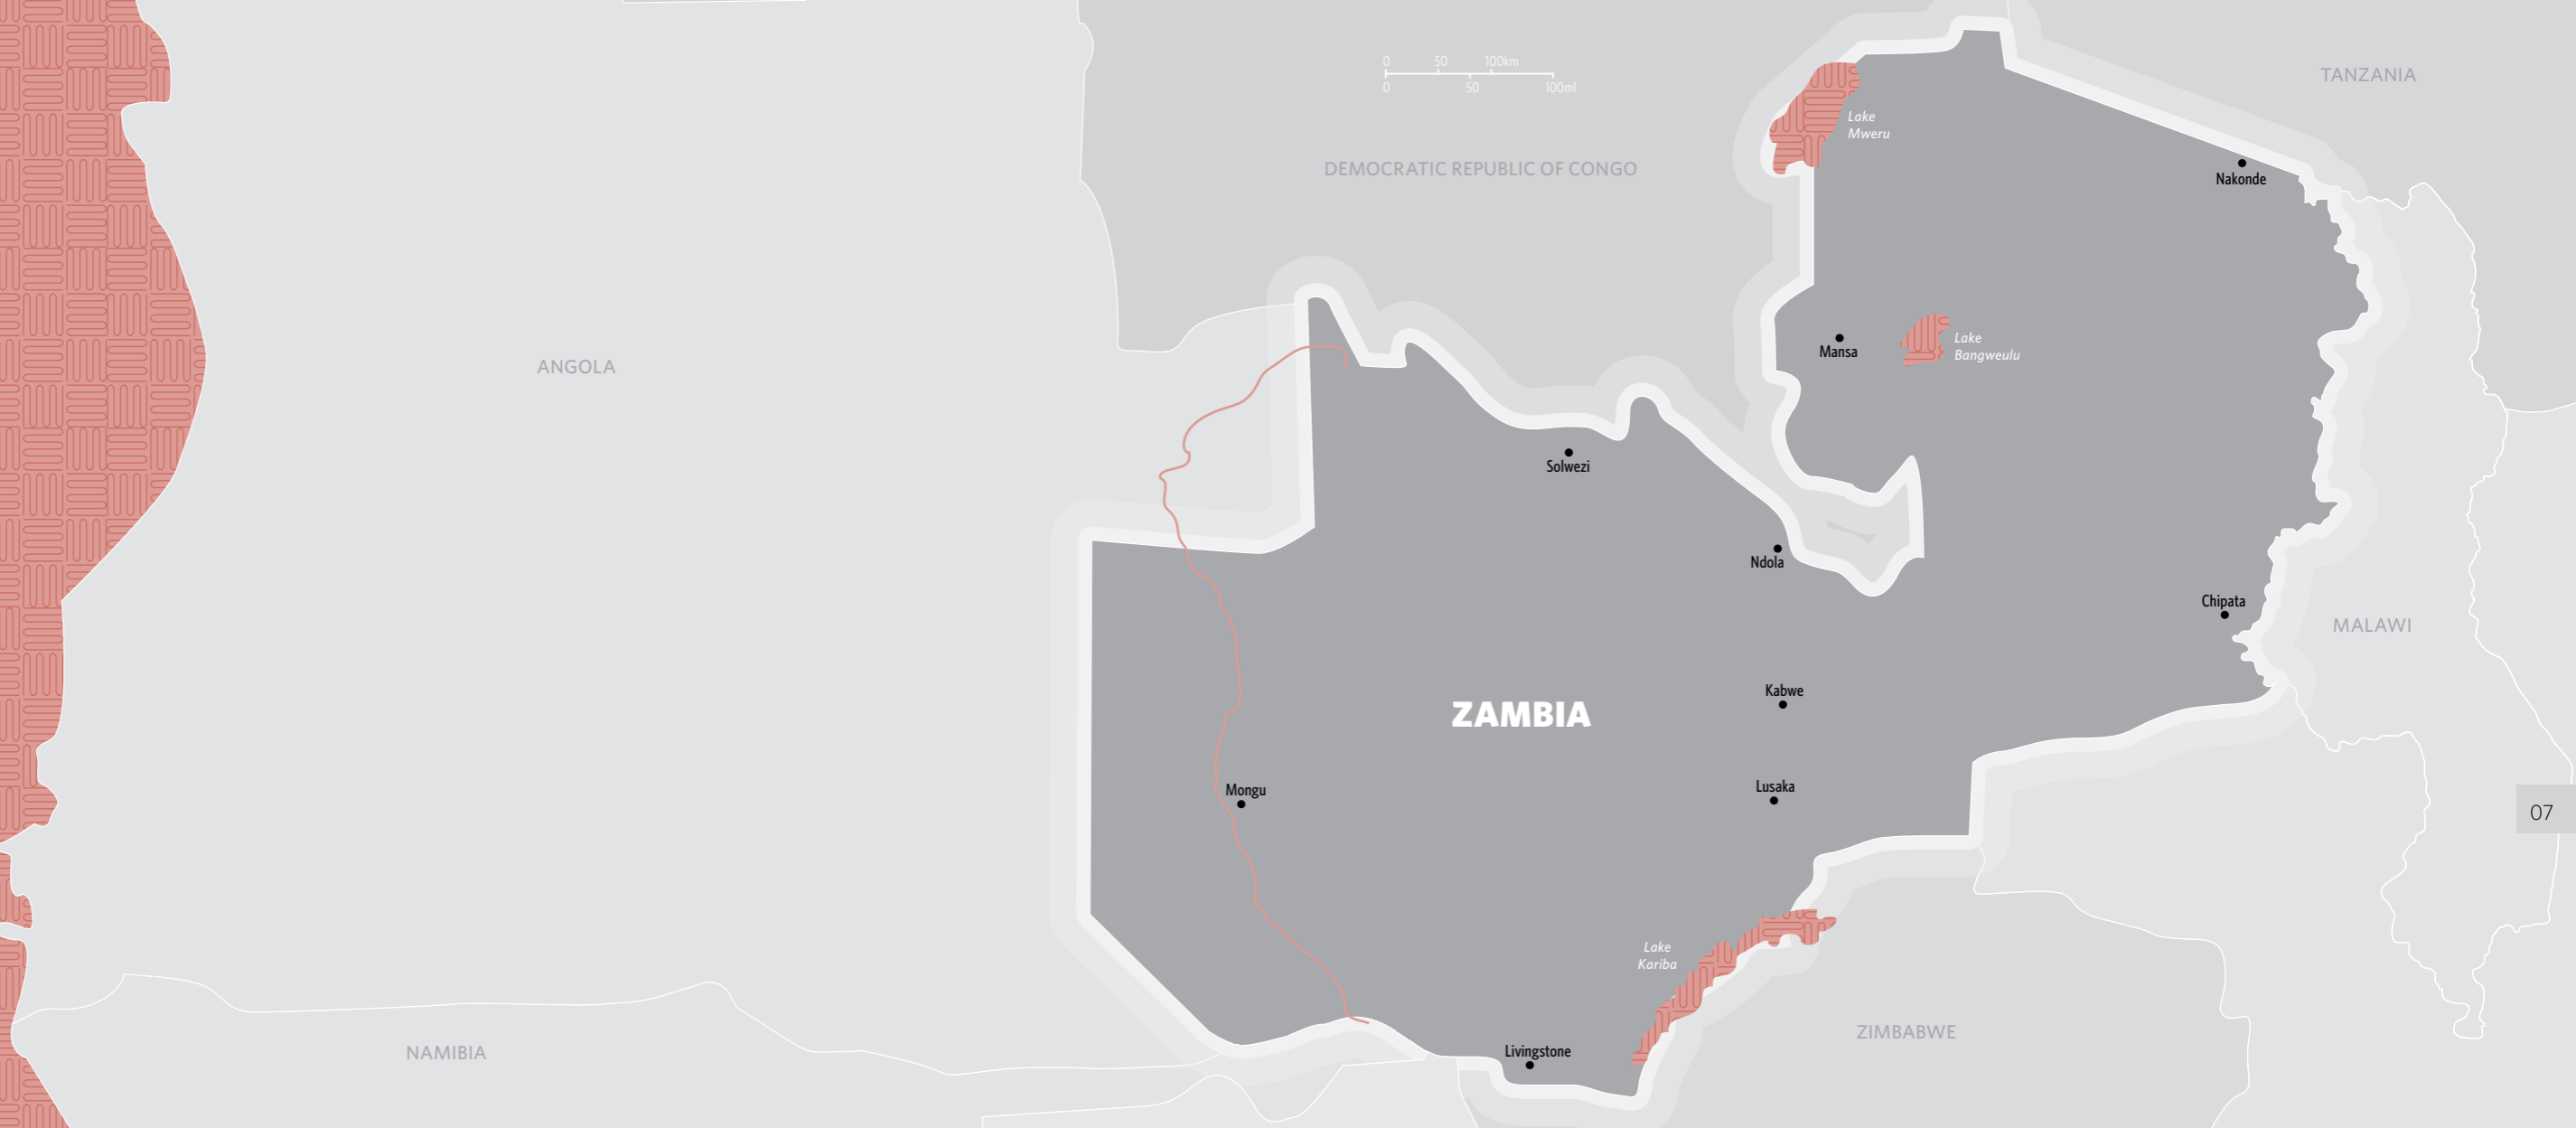 0 50 100km
0 50 100ml
TANZANIA
Lake
Mweru
DEMOCRATIC REPUBLIC OF CONGO
Nakonde
Mansa
Lake
Bangweulu
ANGOLA
Solwezi
Ndola
Chipata
MALAWI
Kabwe
ZAMBIA
Mongu
Lusaka
07
Lake
Kariba
ZIMBABWE
Livingstone
NAMIBIA